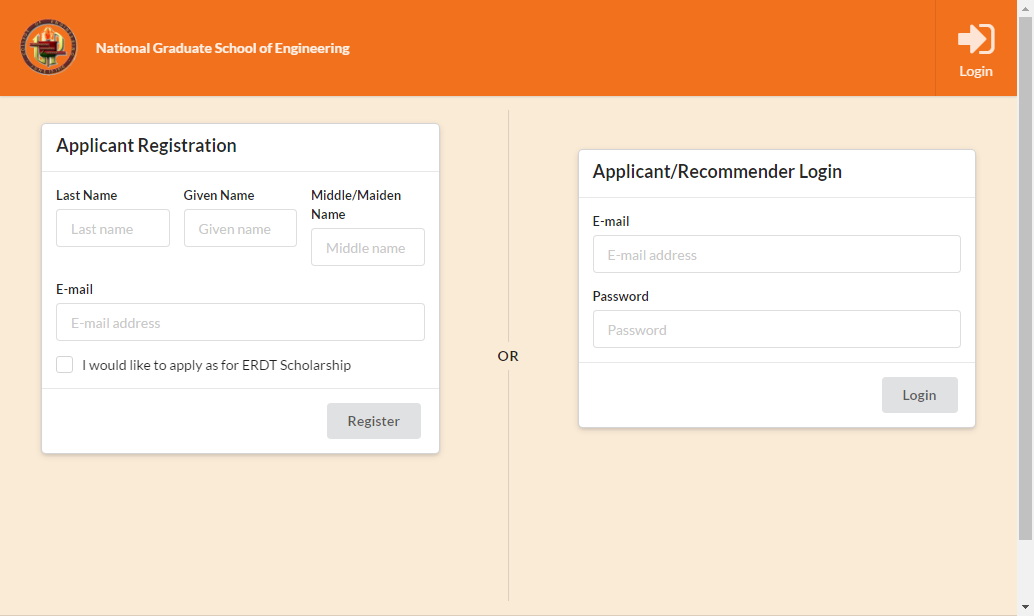 National Graduate School of Engineering
Login
Applicant Registration
Last Name
Given Name
Middle/Maiden
Name
Last name
Given name
Middle name
E-mail
E-mail address
I would like to apply as for ERDT Scholarship
Register
OR
Applicant/Recommender Login
E-mail
E-mail address
Password
Password
Login